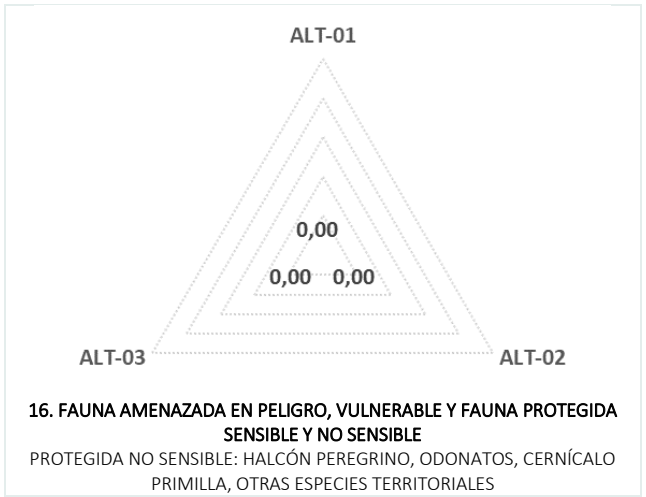 ALT-01
0,00
0,00 0,00
ALT-03 ALT-02
16. FAUNA AMENAZADA EN PELIGRO, VULNERABLE Y FAUNA PROTEGIDA
SENSIBLE Y NO SENSIBLE
PROTEGIDA NO SENSIBLE: HALCÓN PEREGRINO, ODONATOS, CERNÍCALO
PRIMILLA, OTRAS ESPECIES TERRITORIALES